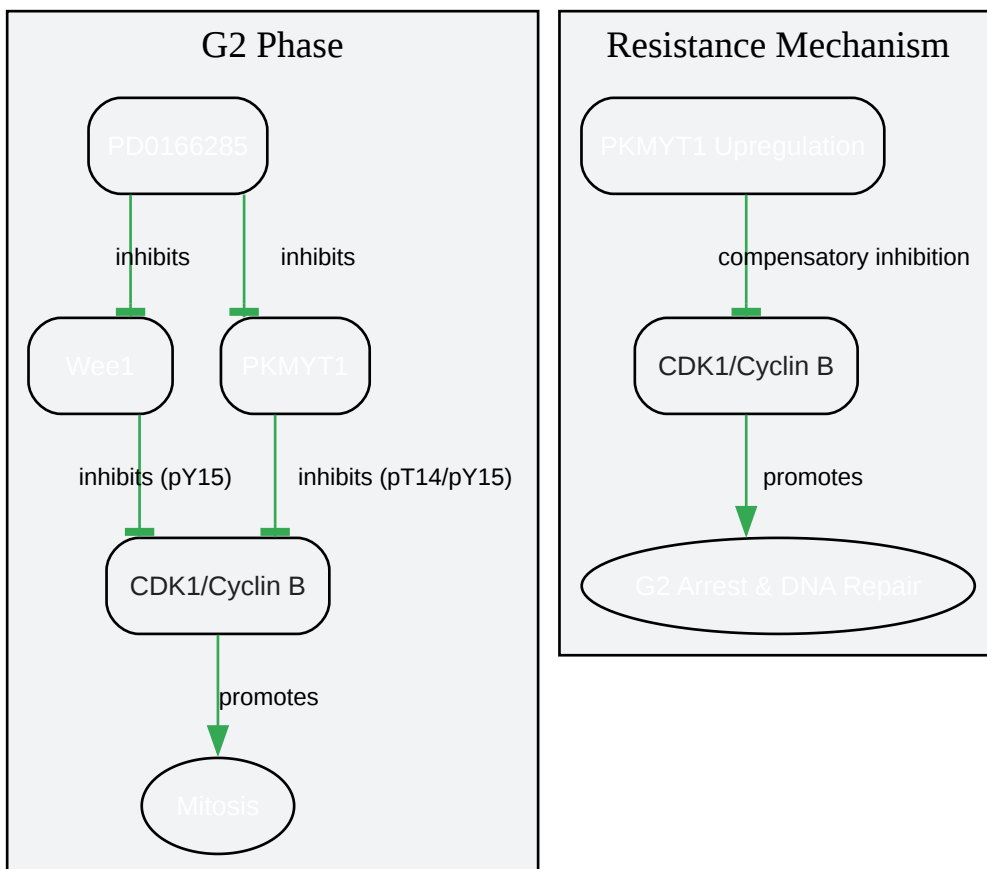 G2 Phase
PD0166285
inhibits
inhibits
Wee1
PKMYT1
inhibits (pY15)
inhibits (pT14/pY15)
CDK1/Cyclin B
promotes
Mitosis
Resistance Mechanism
PKMYT1 Upregulation
compensatory inhibition
CDK1/Cyclin B
promotes
G2 Arrest & DNA Repair